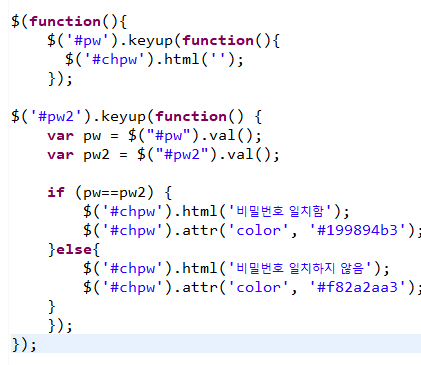 $(function(){
    $('#pw').keyup(function(){
      $('#chpw').html('');
    });

$('#pw2').keyup(function() {
    var pw = $("#pw").val();
    var pw2 = $("#pw2").val();

    if (pw==pw2) {
        $('#chpw').html('비밀번호 일치함');
        $('#chpw').attr('color', '#199894b3');
    }else{
        $('#chpw').html('비밀번호 일치하지 않음');
        $('#chpw').attr('color', '#f82a2aa3');
    }
    });
});